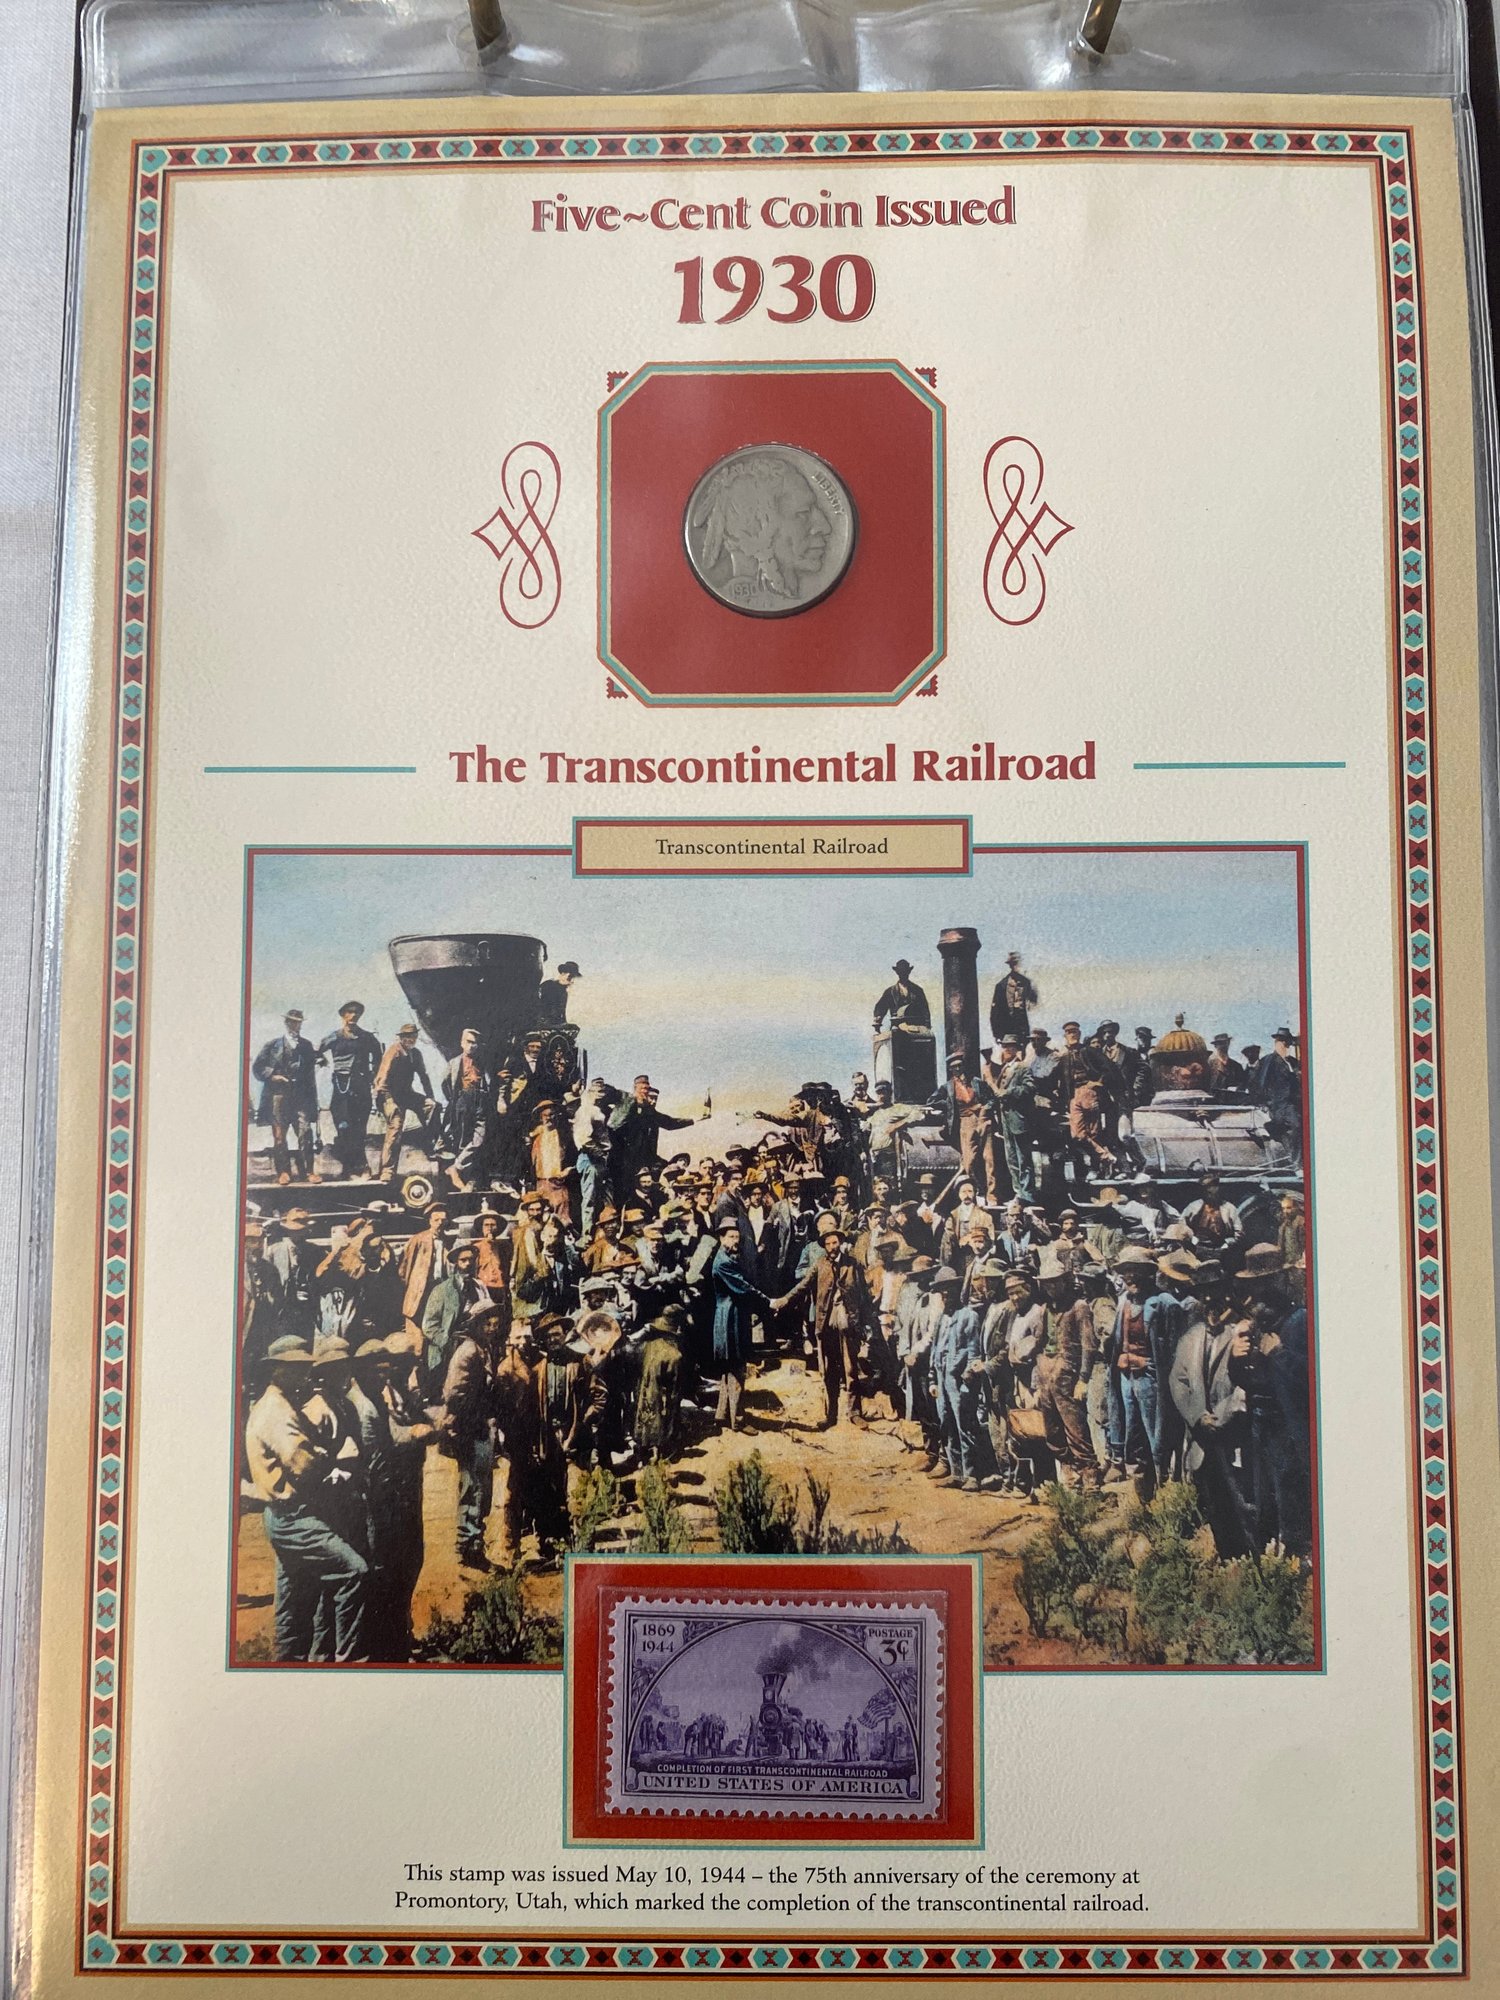 Five~Cent Coin Issued
1930
LIBERTY
1930
The Transcontinental Railroad
Transcontinental Railroad
1869
1944
POSTAGE
3¢
COMPLETION OF FIRST TRANSCONTINENTAL RAILROAD
UNITED STATES OF AMERICA
This stamp was issued May 10, 1944 – the 75th anniversary of the ceremony at
Promontory, Utah, which marked the completion of the transcontinental railroad.